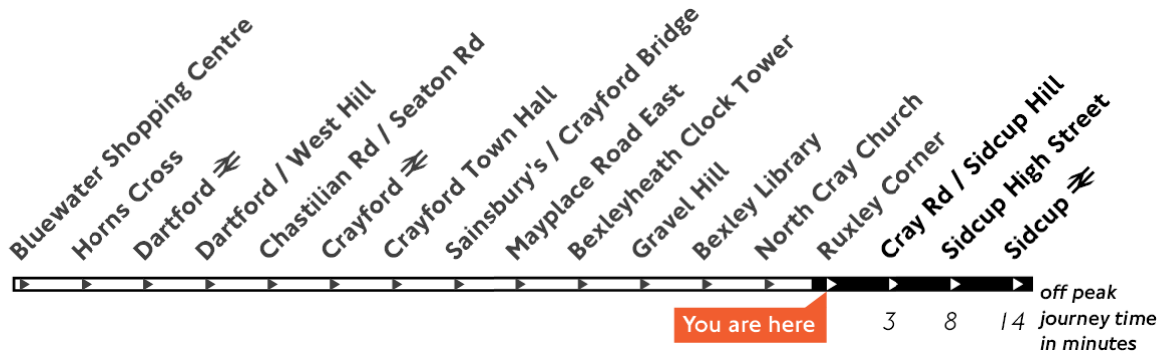 Bluewater Shopping Centre
Horns Cross
Dartford
Dartford / West Hill
Chastilian Rd / Seaton Rd
Crayford
Crayford Town Hall
Sainsbury's / Crayford Bridge
Mayplace Road East
Bexleyheath Clock Tower
Gravel Hill
Bexley Library
North Cray Church
Ruxley Corner
Cray Rd / Sidcup Hill
Sidcup High Street
Sidcup
You are here
3
8
14
off peak
journey time
in minutes